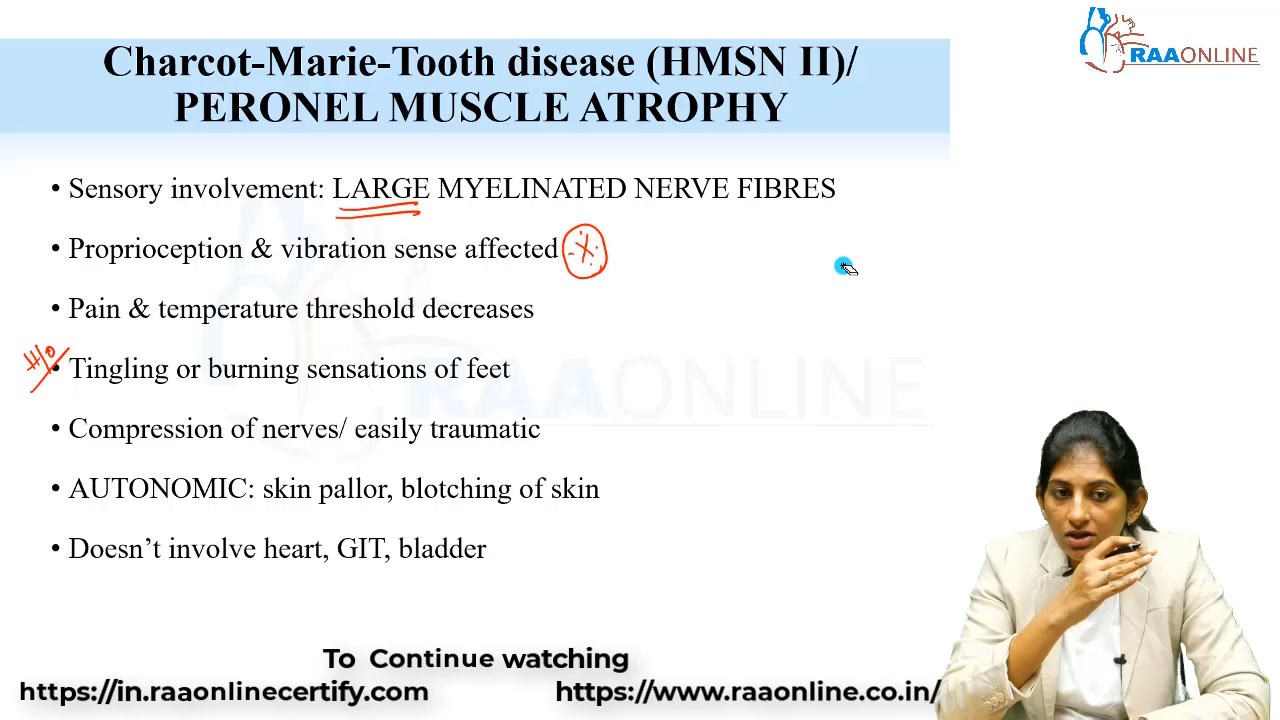 RAAONLINE
Charcot-Marie-Tooth disease (HMSN II)/
PERONEL MUSCLE ATROPHY
• Sensory involvement: LARGE MYELINATED NERVE FIBRES
• Proprioception & vibration sense affected
• Pain & temperature threshold decreases
H/o
• Tingling or burning sensations of feet
• Compression of nerves/ easily traumatic
• AUTONOMIC: skin pallor, blotching of skin
• Doesn’t involve heart, GIT, bladder
RAAONLINE
To Continue watching
https://in.raaonlinecertify.com https://www.raaonline.co.in/